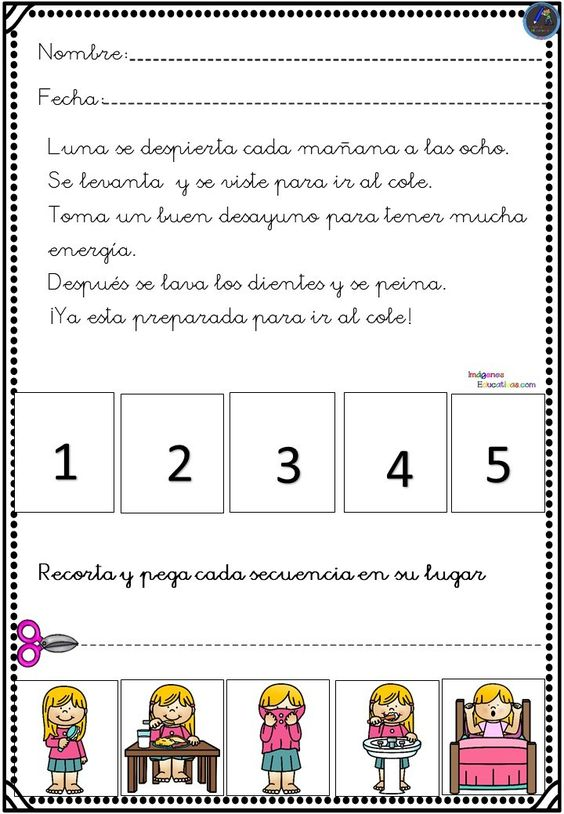 Nombre:
Fecha:
Luna se despierta cada mañana a las ocho.
Se levanta y se viste para ir al cole.
Toma un buen desayuno para tener mucha
energía.
Después se lava los dientes y se peina.
¡Ya esta preparada para ir al cole!
Imágenes
Educativas.com
1 2 3 4 5
Recorta y pega cada secuencia en su lugar